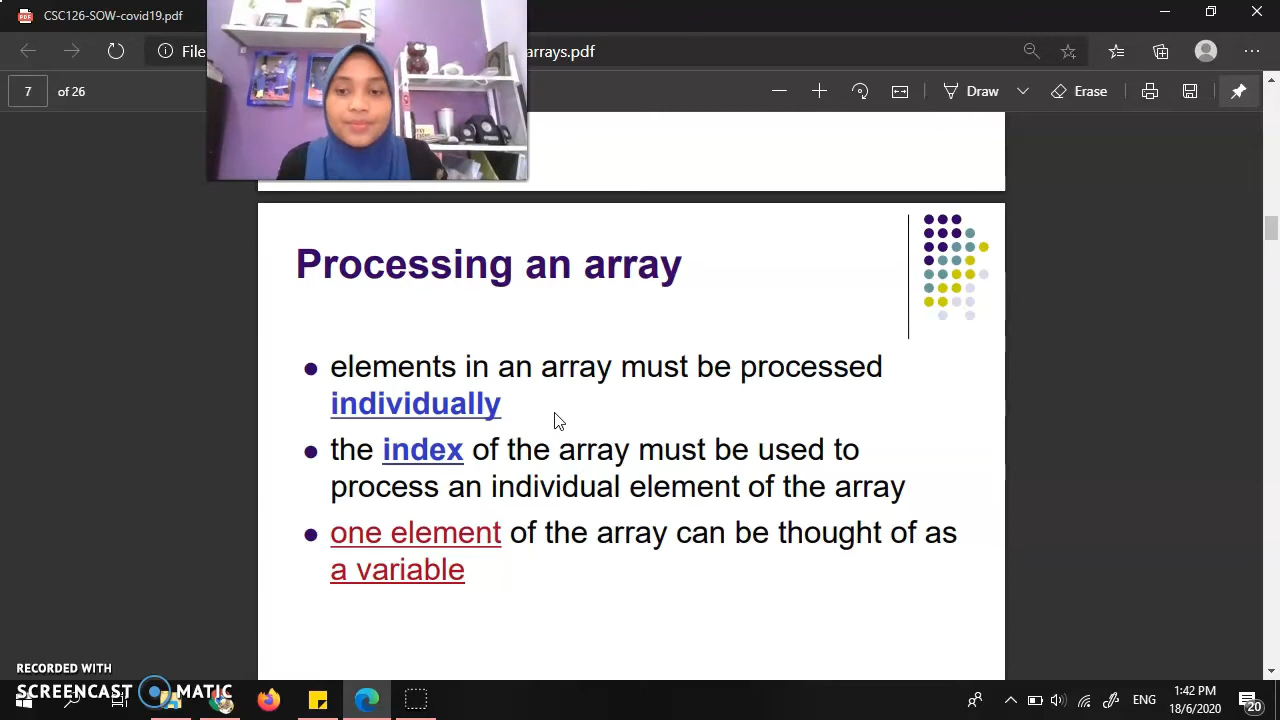 CSC126-SOW-covid19.pdf
File
arrays.pdf
7 of 26
Draw
Erase
Processing an array
elements in an array must be processed
individually
the index of the array must be used to
process an individual element of the array
one element of the array can be thought of as
a variable
RECORDED WITH
SCREENCAST MATIC
ENG
1:42 PM
18/6/2020
20